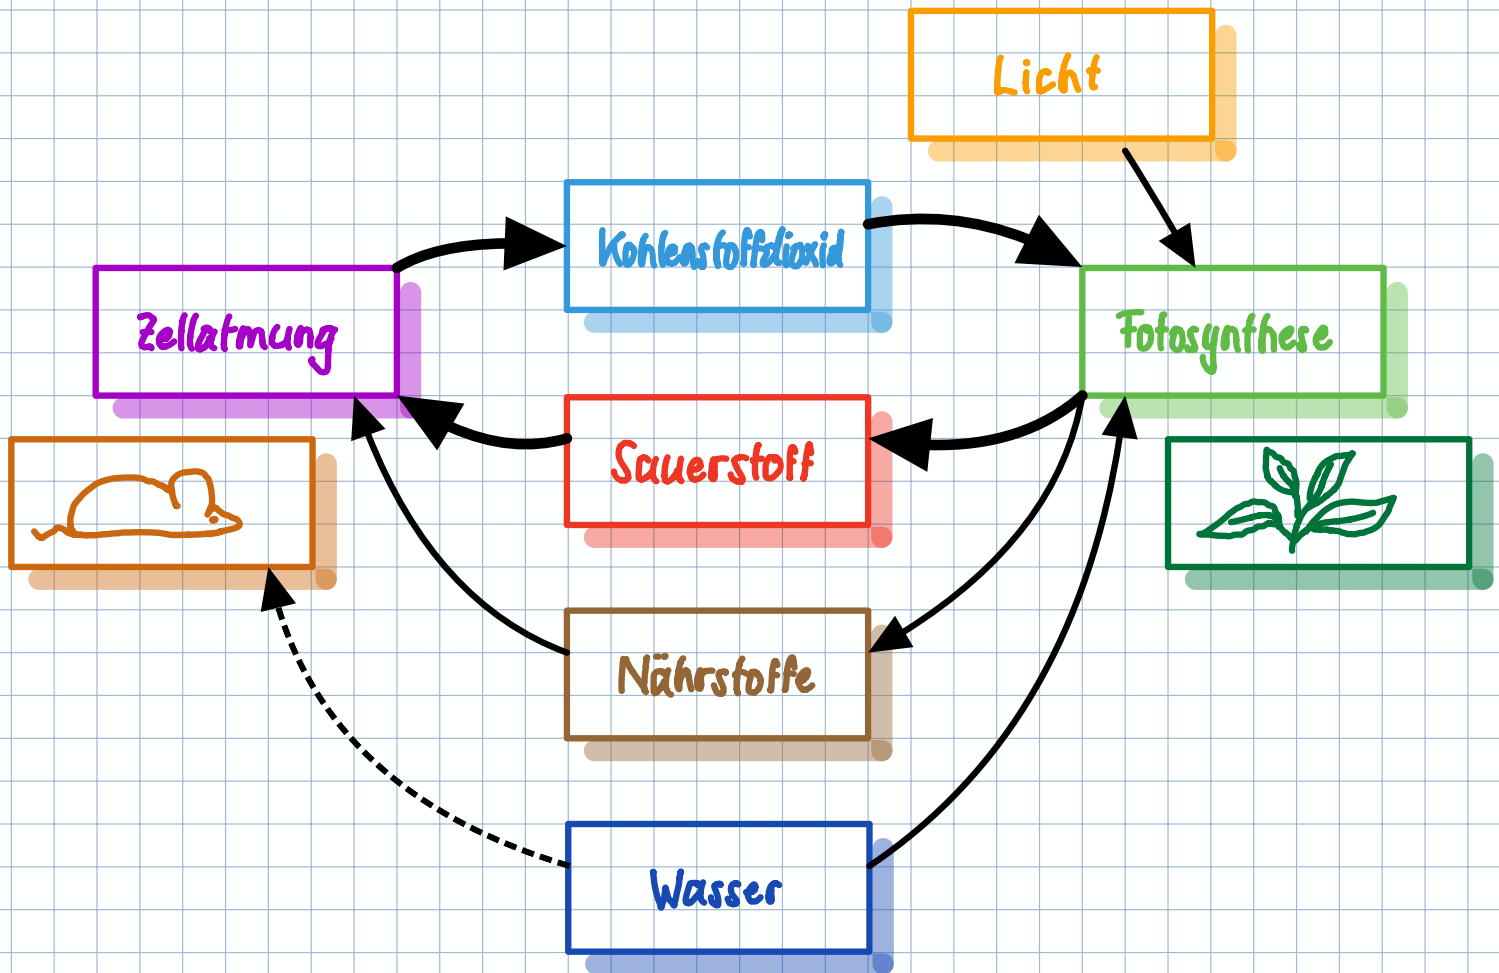 Licht
Kohlenstoffdioxid
Zellatmung
Fotosynthese
Sauerstoff
Nährstoffe
Wasser